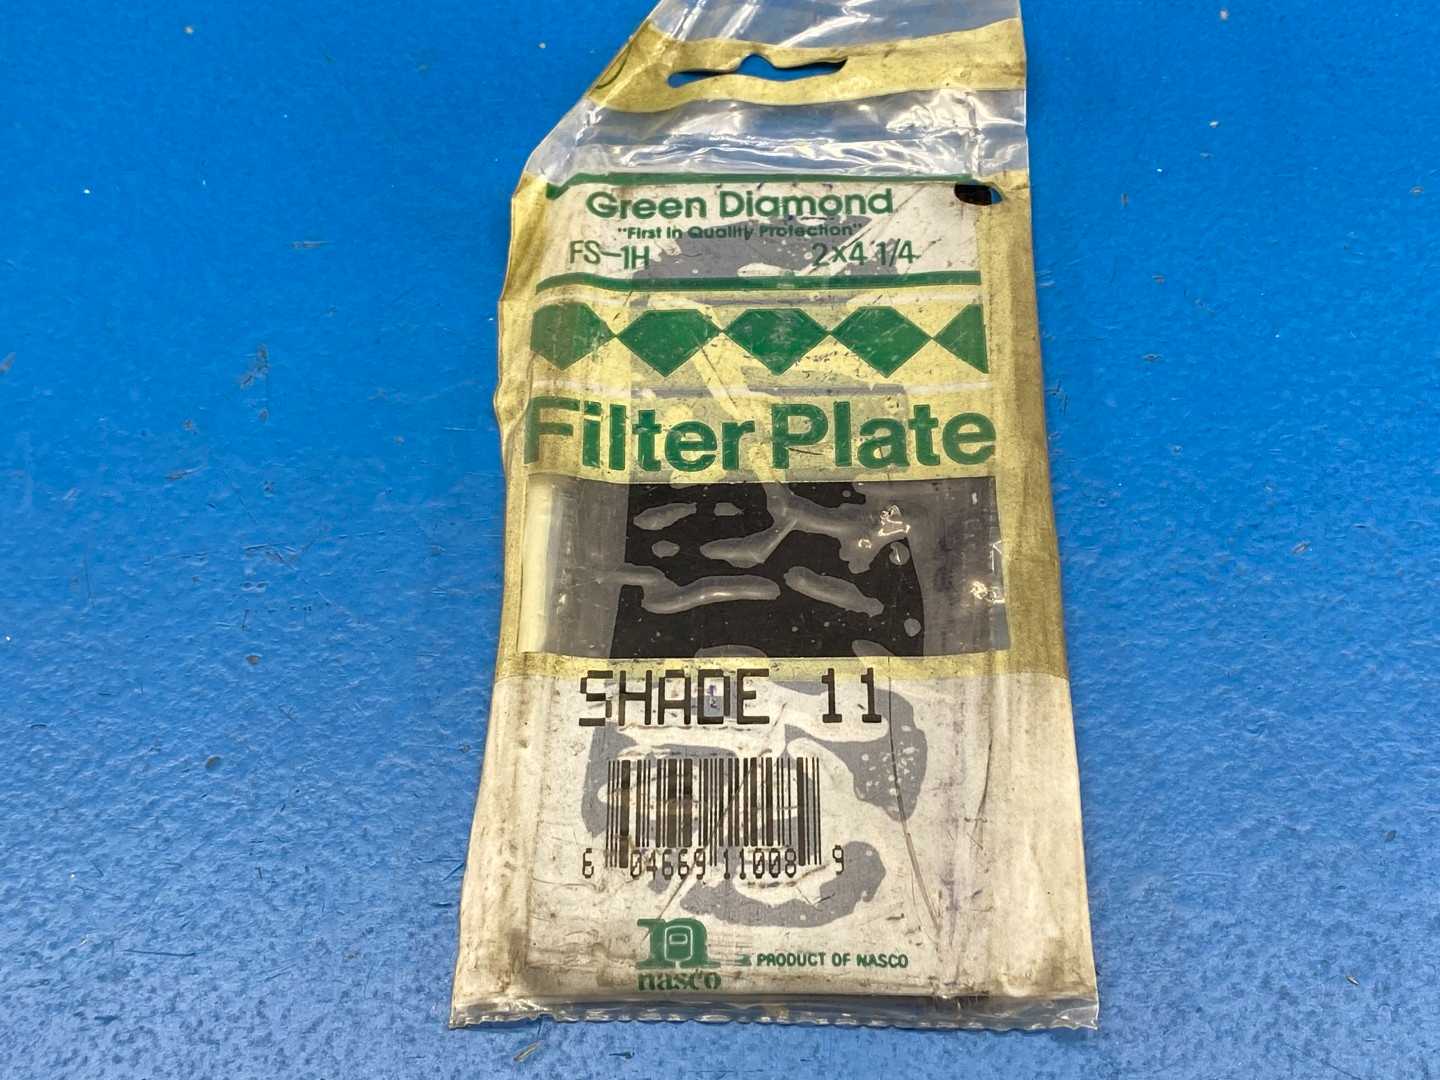 Green Diamond
"First in Quality Protection"
FS-1H 2x4 1/4
Filter Plate
SHADE 11
6 04669 11008 9
n
nasco
PRODUCT OF NASCO